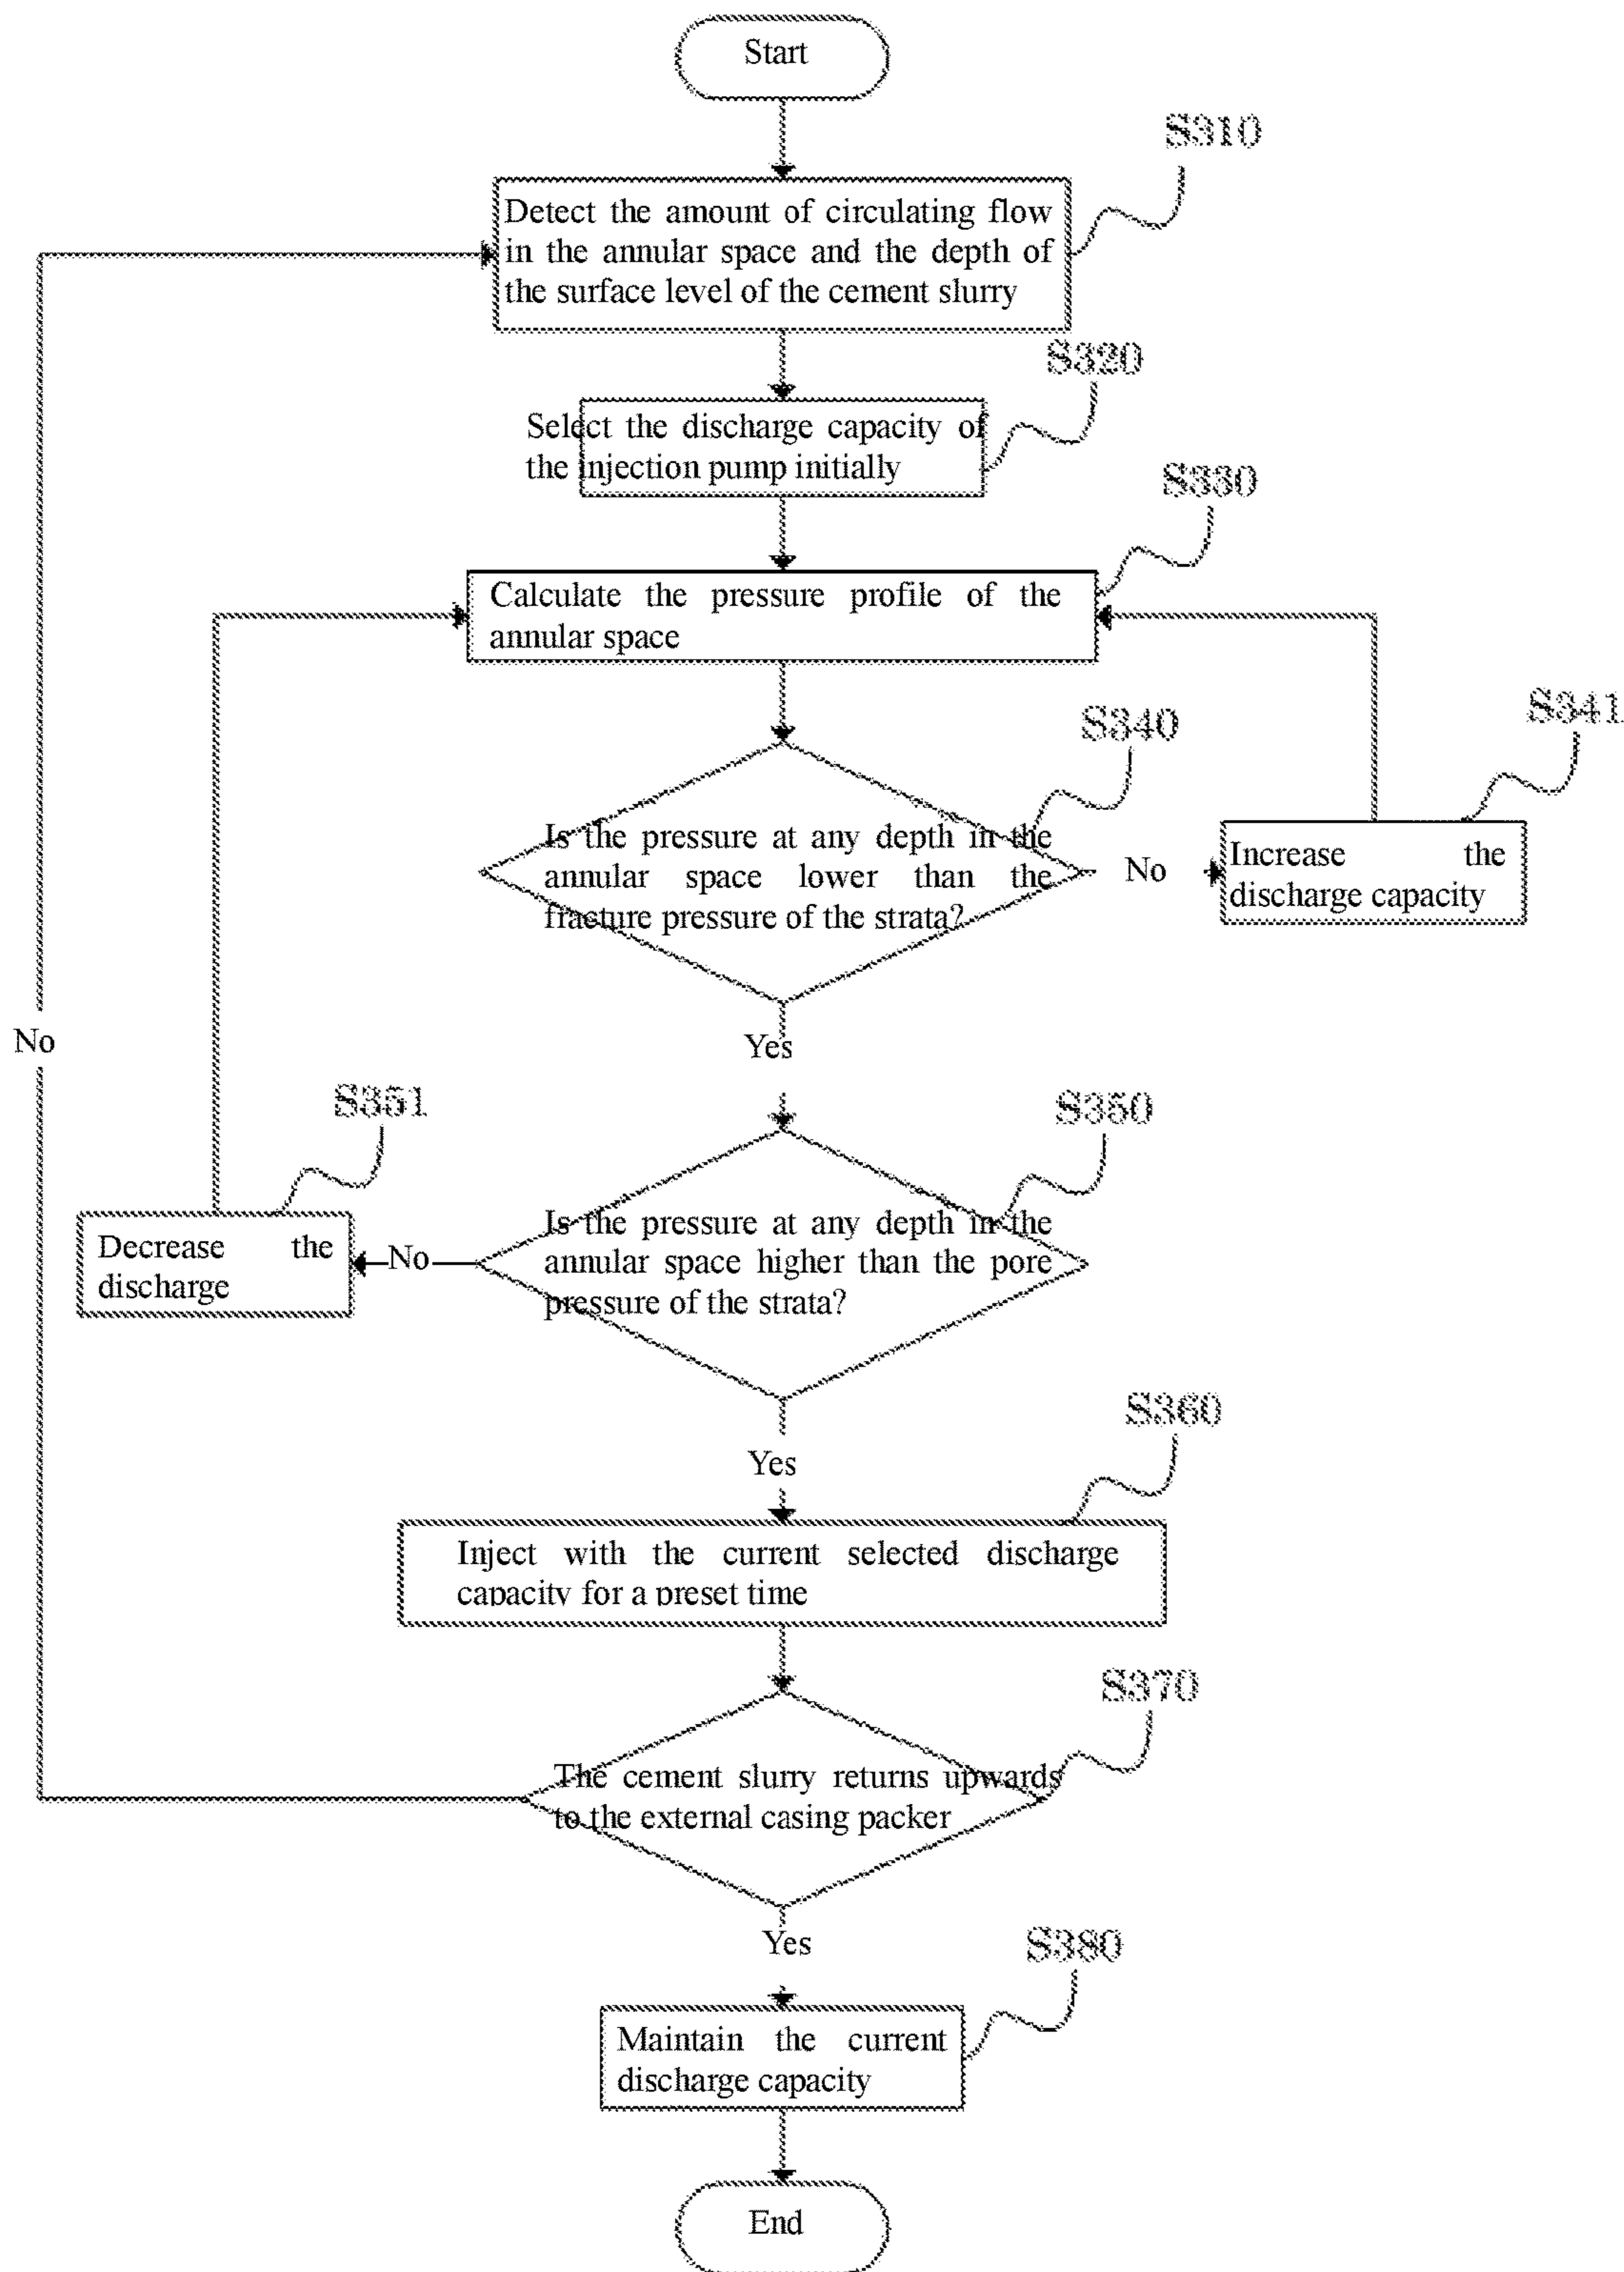 Start
S310
Detect the amount of circulating flow
in the annular space and the depth of
the surface level of the cement slurry
S320
Select the discharge capacity of
the injection pump initially
S330
Calculate the pressure profile of the
annular space
S340
S341
Is the pressure at any depth in the
annular space lower than the
fracture pressure of the strata?
No
Increase the
discharge capacity
Yes
No
S351
S350
Is the pressure at any depth in the
annular space higher than the pore
pressure of the strata?
No
Decrease the
discharge
Yes
S360
Inject with the current selected discharge
capacity for a preset time
S370
The cement slurry returns upwards
to the external casing packer
Yes
S380
Maintain the current
discharge capacity
End